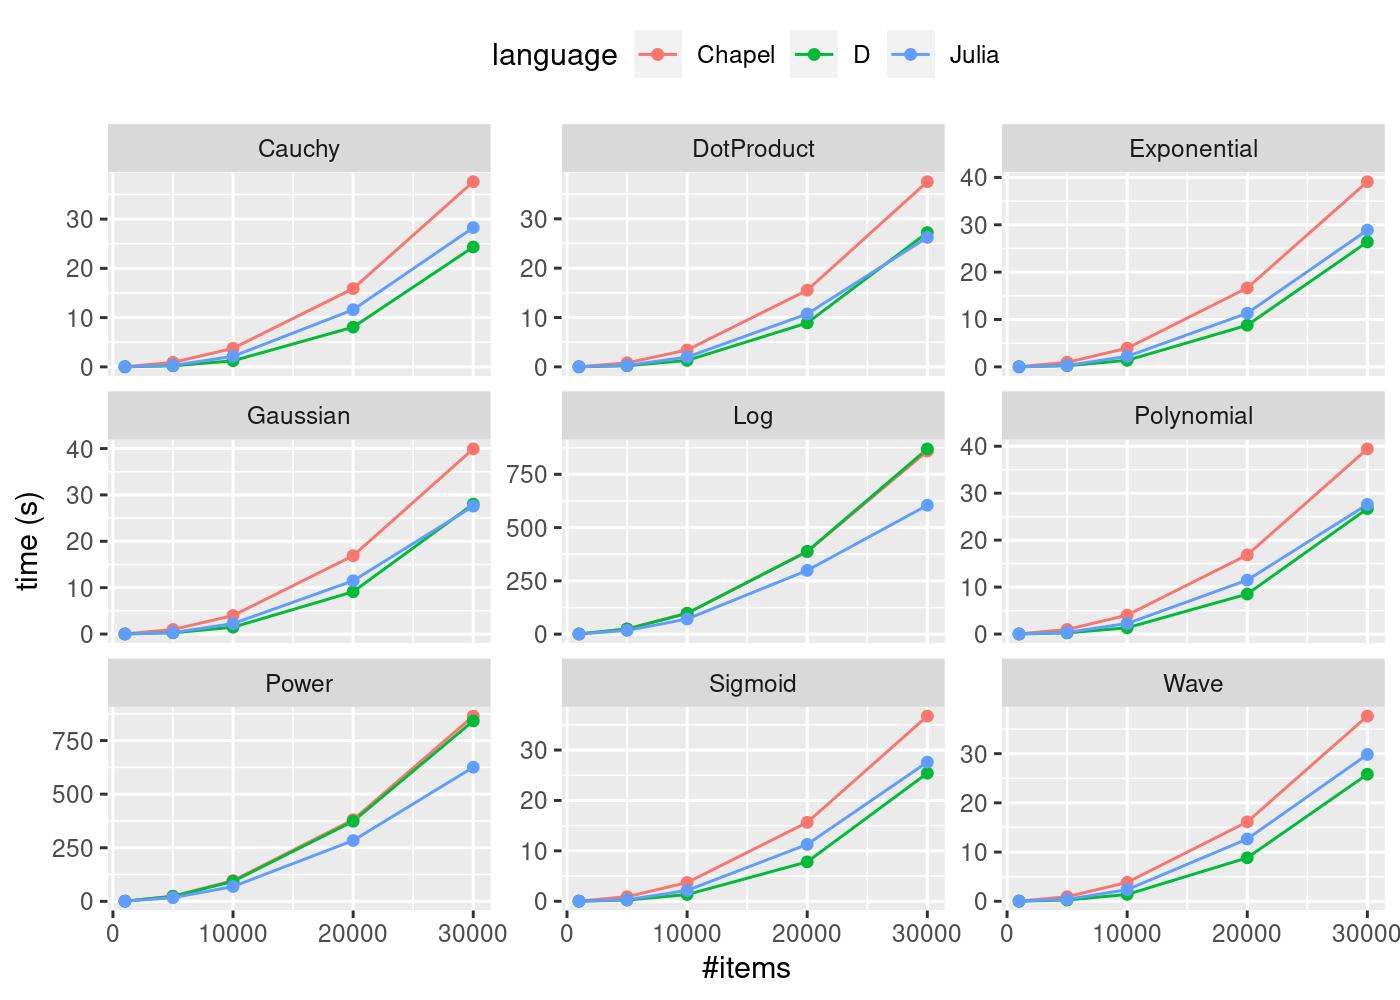 language Chapel D Julia
Cauchy DotProduct Exponential
40
30 30 30
20 20 20
10 10 10
0 0 0
Gaussian Log Polynomial
40 750 40
30 500 30
20 20
10 250 10
0 0 0
Power Sigmoid Wave
750 30 30
500 20 20
250 10 10
0 0 0
0 10000 20000 30000 0 10000 20000 30000 0 10000 20000 30000
#items
time (s)